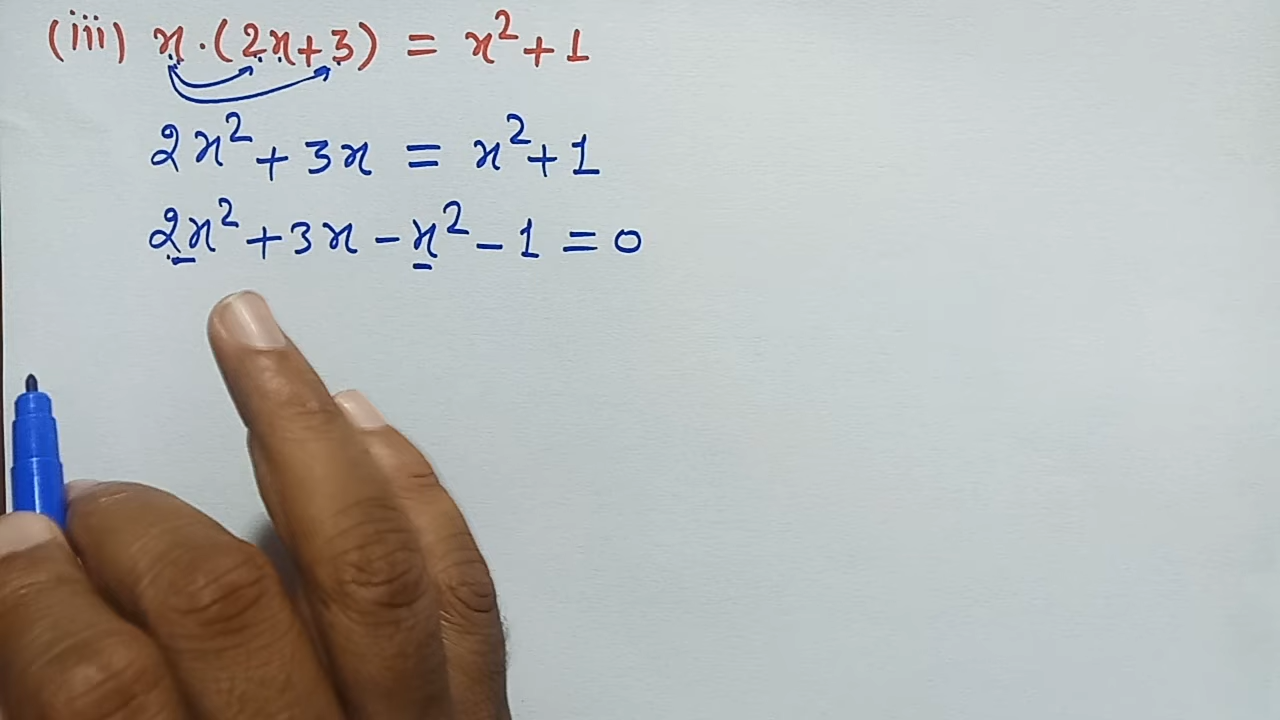 (iii) x·(2x+3) = x²+1
2x²+3x = x²+1
2x²+3x-x²-1=0